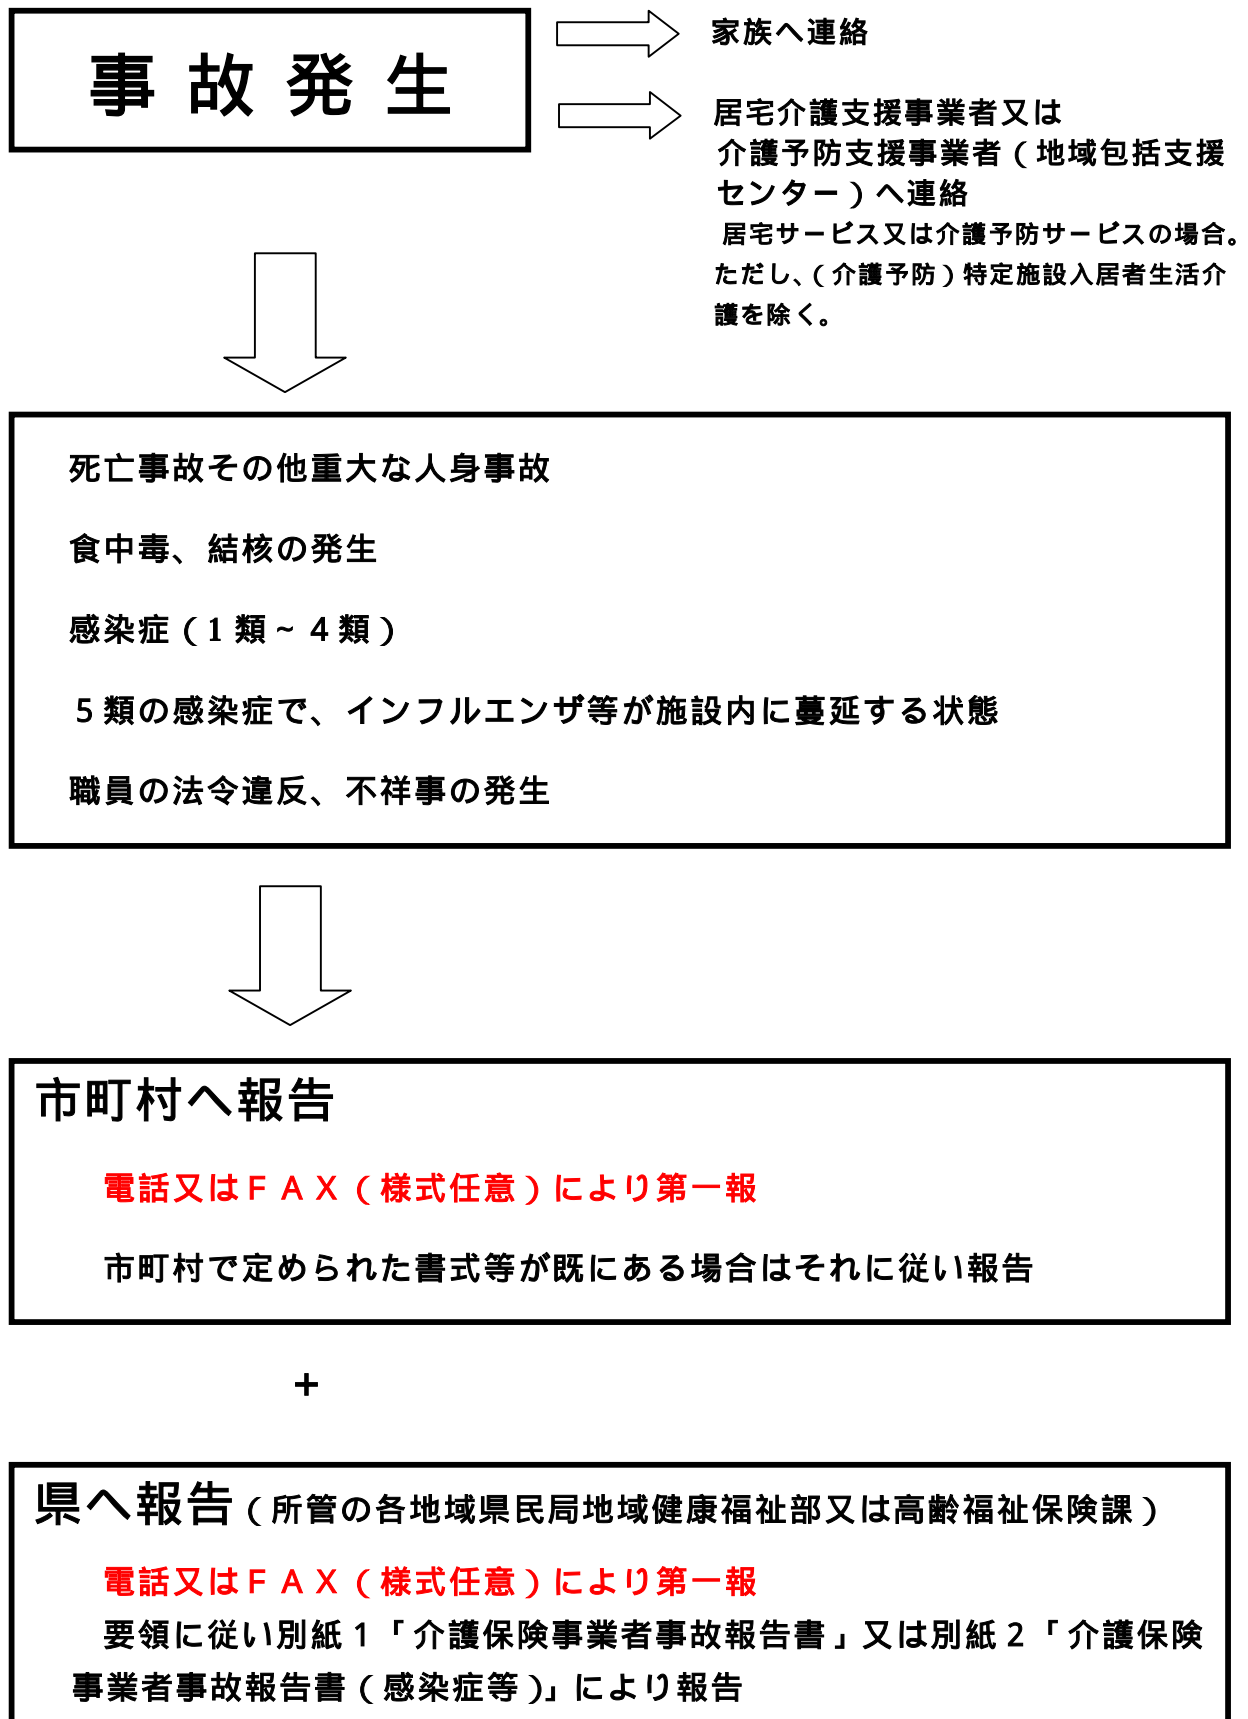 事故発生
家族へ連絡
居宅介護支援事業者又は
介護予防支援事業者（地域包括支援
センター）へ連絡
居宅サービス又は介護予防サービスの場合。
ただし、（介護予防）特定施設入居者生活介
護を除く。
死亡事故その他重大な人身事故
食中毒、結核の発生
感染症（1類～4類）
5類の感染症で、インフルエンザ等が施設内に蔓延する状態
職員の法令違反、不祥事の発生
市町村へ報告
電話又はＦＡＸ（様式任意）により第一報
市町村で定められた書式等が既にある場合はそれに従い報告
＋
県へ報告（所管の各地域県民局地域健康福祉部又は高齢福祉保険課）
電話又はＦＡＸ（様式任意）により第一報
要領に従い別紙1「介護保険事業者事故報告書」又は別紙2「介護保険
事業者事故報告書（感染症等）」により報告